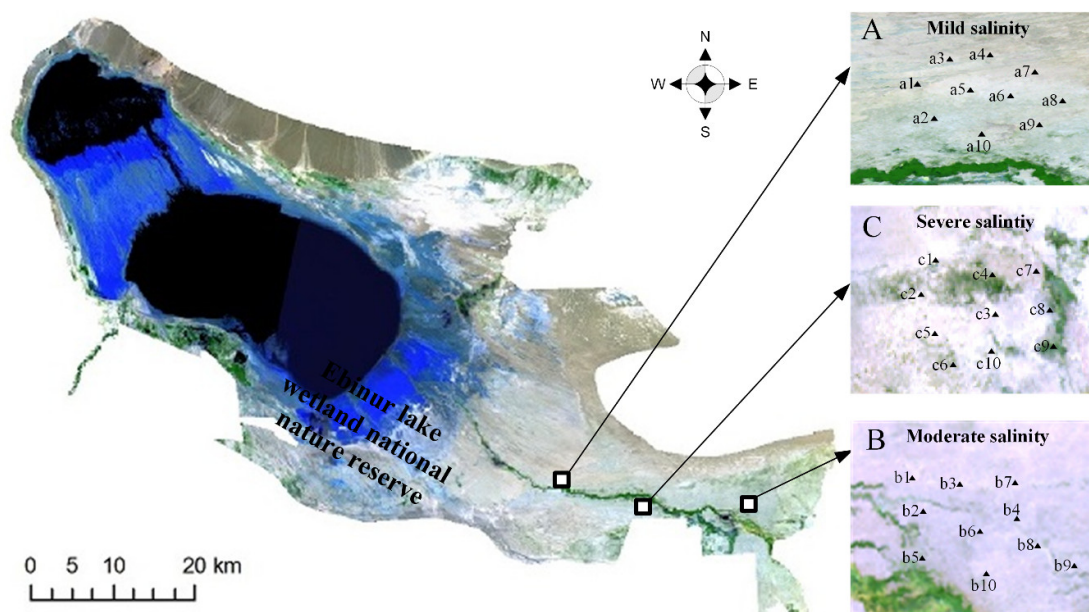 N
W E
S
Ebinur lake
wetland national
nature reserve
0 10 20 km
A Mild salinity
a3 a4
a7
a1 a5 a6 a8
a2 a9
a10
C Severe salintiy
c1 c4 c7
c2
c3 c8
c5
c6 c10 c9
B Moderate salinity
b1 b3 b7
b2 b4
b6
b8
b5 b9
b10